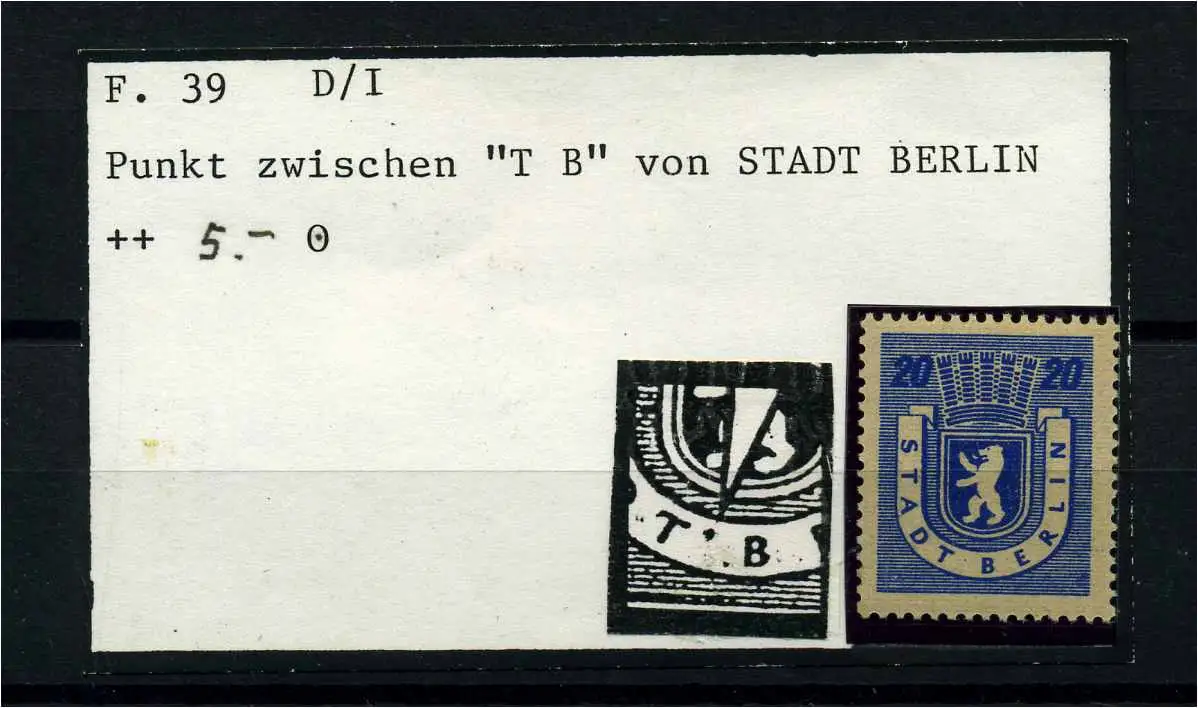 F. 39 D/I
Punkt zwischen "T B" von STADT BERLIN
++ 5.- 0
T B
20 20
STADT BERLIN